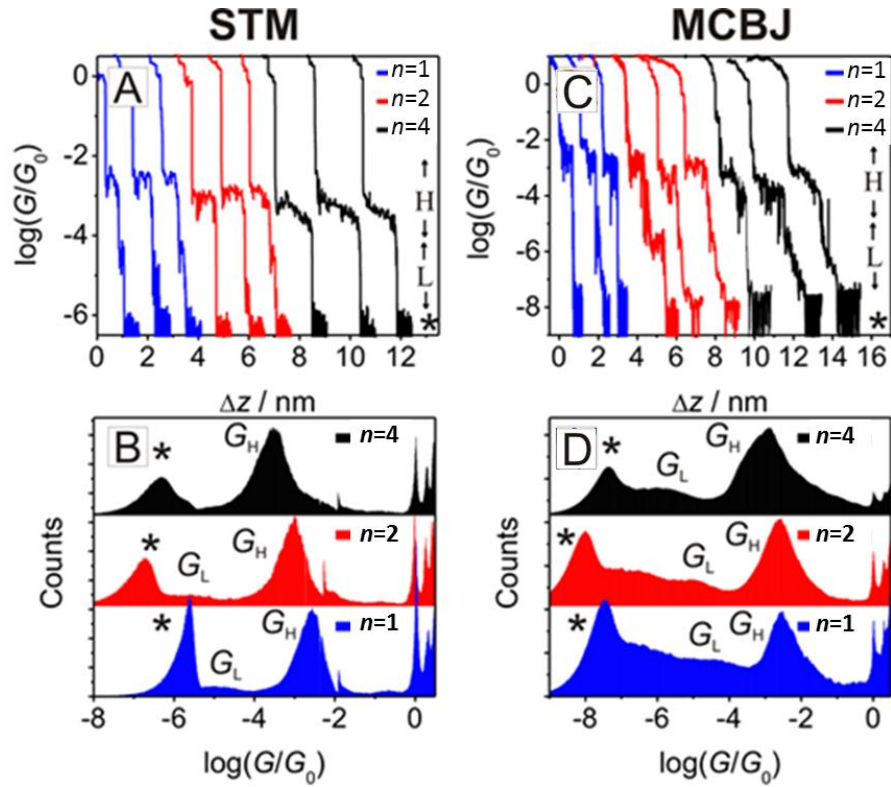 STM
MCBJ
A
n=1
n=2
n=4
log(G/G0)
0
-2
-4
-6
↑
H
↓
↑
L
↓
*
0 2 4 6 8 10 12
Δz / nm
C
n=1
n=2
n=4
log(G/G0)
0
-2
-4
-6
-8
↑
H
↓
↑
L
↓
*
0 2 4 6 8 10 12 14 16
Δz / nm
B
* GH n=4
* GL GH n=2
* GL GH n=1
Counts
-8 -6 -4 -2 0
log(G/G0)
D
* GL GH n=4
* GL GH n=2
* GL GH n=1
Counts
-8 -6 -4 -2 0
log(G/G0)